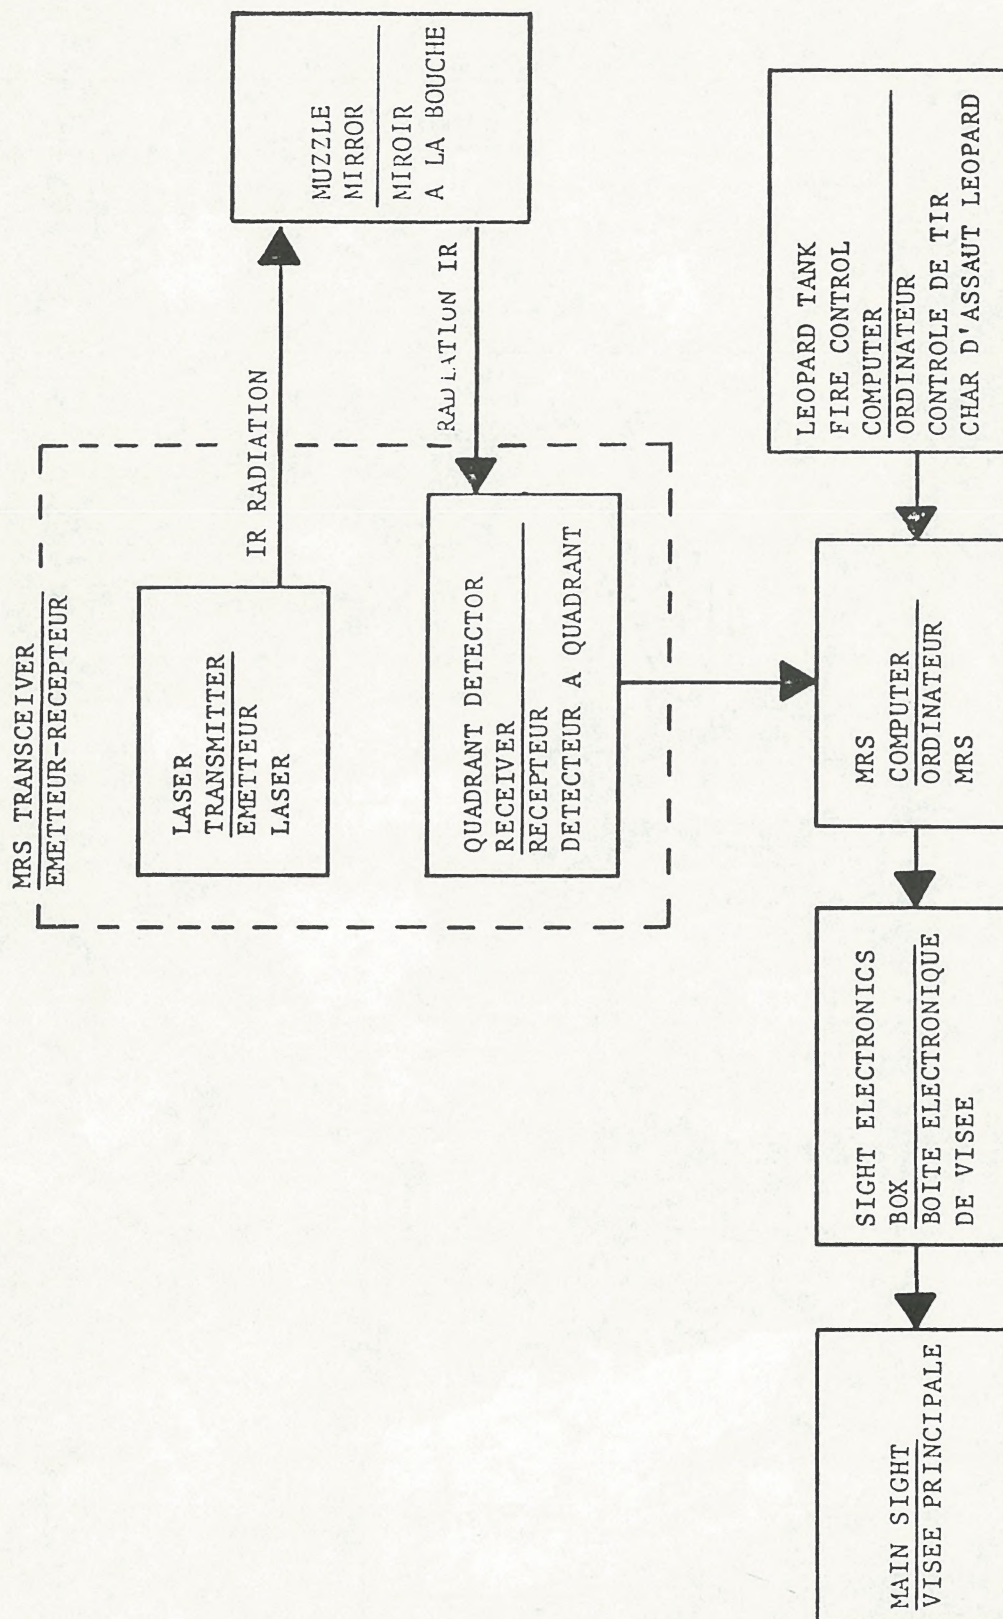 MRS TRANSCEIVER
EMETTEUR-RECEPTEUR
LASER
TRANSMITTER
EMETTEUR
LASER
IR RADIATION
MUZZLE
MIRROR
MIROIR
A LA BOUCHE
RADIATION IR
QUADRANT DETECTOR
RECEIVER
RECEPTEUR
DETECTEUR A QUADRANT
MAIN SIGHT
VISEE PRINCIPALE
SIGHT ELECTRONICS
BOX
BOITE ELECTRONIQUE
DE VISEE
MRS
COMPUTER
ORDINATEUR
MRS
LEOPARD TANK
FIRE CONTROL
COMPUTER
ORDINATEUR
CONTROLE DE TIR
CHAR D'ASSAUT LEOPARD